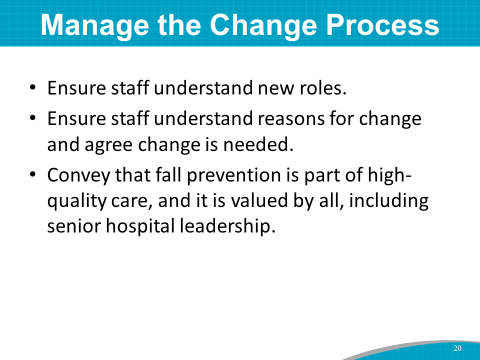 Manage the Change Process
• Ensure staff understand new roles.
• Ensure staff understand reasons for change
and agree change is needed.
• Convey that fall prevention is part of high-
quality care, and it is valued by all, including
senior hospital leadership.
20